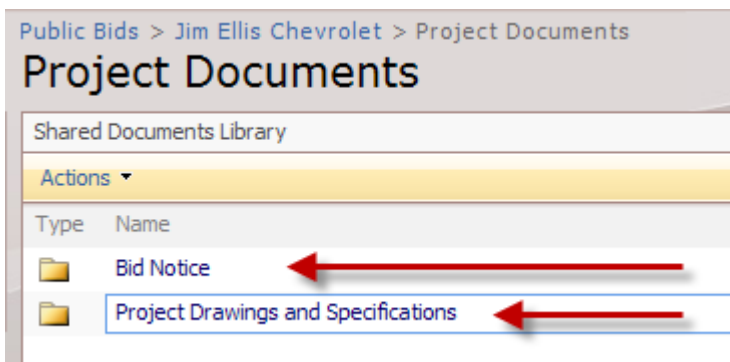 Public Bids > Jim Ellis Chevrolet > Project Documents
Project Documents
Shared Documents Library
Actions
Type Name
Bid Notice
Project Drawings and Specifications